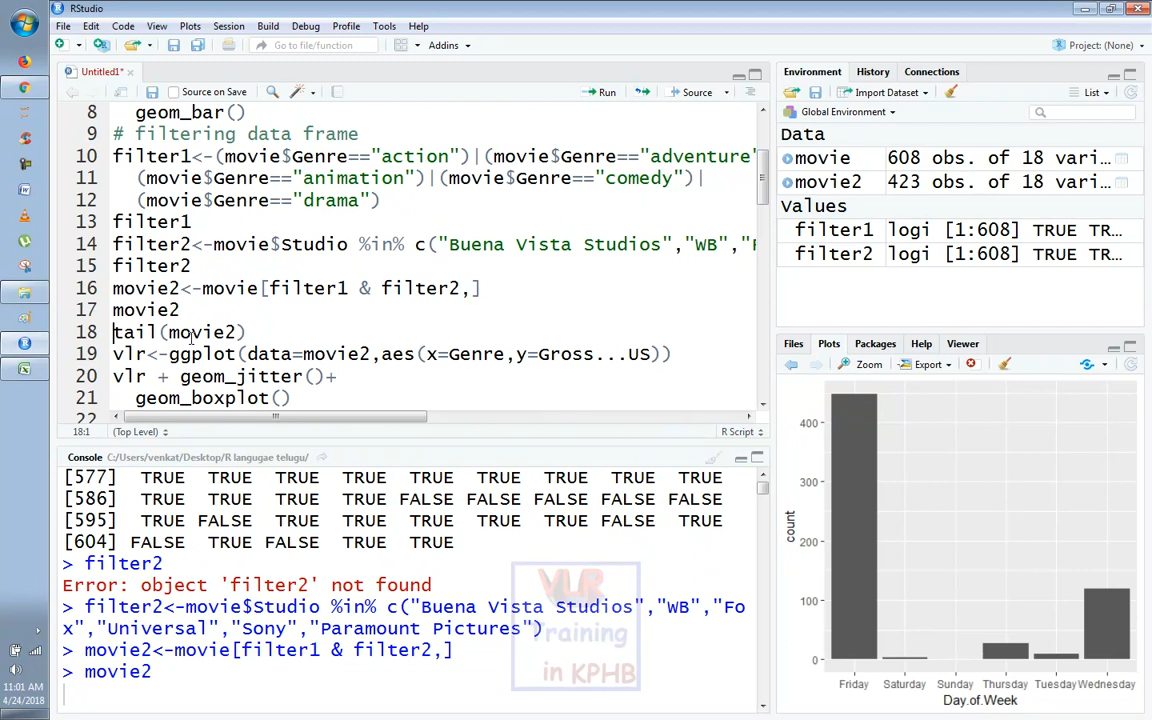 RStudio
File Edit Code View Plots Session Build Debug Profile Tools Help
Go to file/function Addins Project: (None)
Untitled1*
Source on Save Run Source
8 geom_bar()
9 # filtering data frame
10 filter1<-(movie$Genre=="action")|(movie$Genre=="adventure"
11 (movie$Genre=="animation")|(movie$Genre=="comedy")|
12 (movie$Genre=="drama")
13 filter1
14 filter2<-movie$Studio %in% c("Buena Vista Studios","WB","F
15 filter2
16 movie2<-movie[filter1 & filter2,]
17 movie2
18 tail(movie2)
19 vlr<-ggplot(data=movie2,aes(x=Genre,y=Gross...US))
20 vlr + geom_jitter()+
21 geom_boxplot()
22
18:1 (Top Level) R Script
Console C:/Users/venkat/Desktop/R langugae telugu/
[577] TRUE TRUE TRUE TRUE TRUE TRUE TRUE TRUE TRUE
[586] TRUE TRUE TRUE TRUE FALSE FALSE FALSE FALSE FALSE
[595] TRUE FALSE TRUE TRUE TRUE TRUE TRUE FALSE TRUE
[604] FALSE TRUE FALSE TRUE TRUE
> filter2
Error: object 'filter2' not found
> filter2<-movie$Studio %in% c("Buena Vista Studios","WB","Fo
x","Universal","Sony","Paramount Pictures")
> movie2<-movie[filter1 & filter2,]
> movie2
VLR
Training
in KPHB
Environment History Connections
Import Dataset List
Global Environment
Data
movie 608 obs. of 18 vari...
movie2 423 obs. of 18 vari...
Values
filter1 logi [1:608] TRUE TR...
filter2 logi [1:608] TRUE TR...
Files Plots Packages Help Viewer
Zoom Export
400
300
200
100
0
count
Friday Saturday Sunday Thursday Tuesday Wednesday
Day.of.Week
11:01 AM
4/24/2018